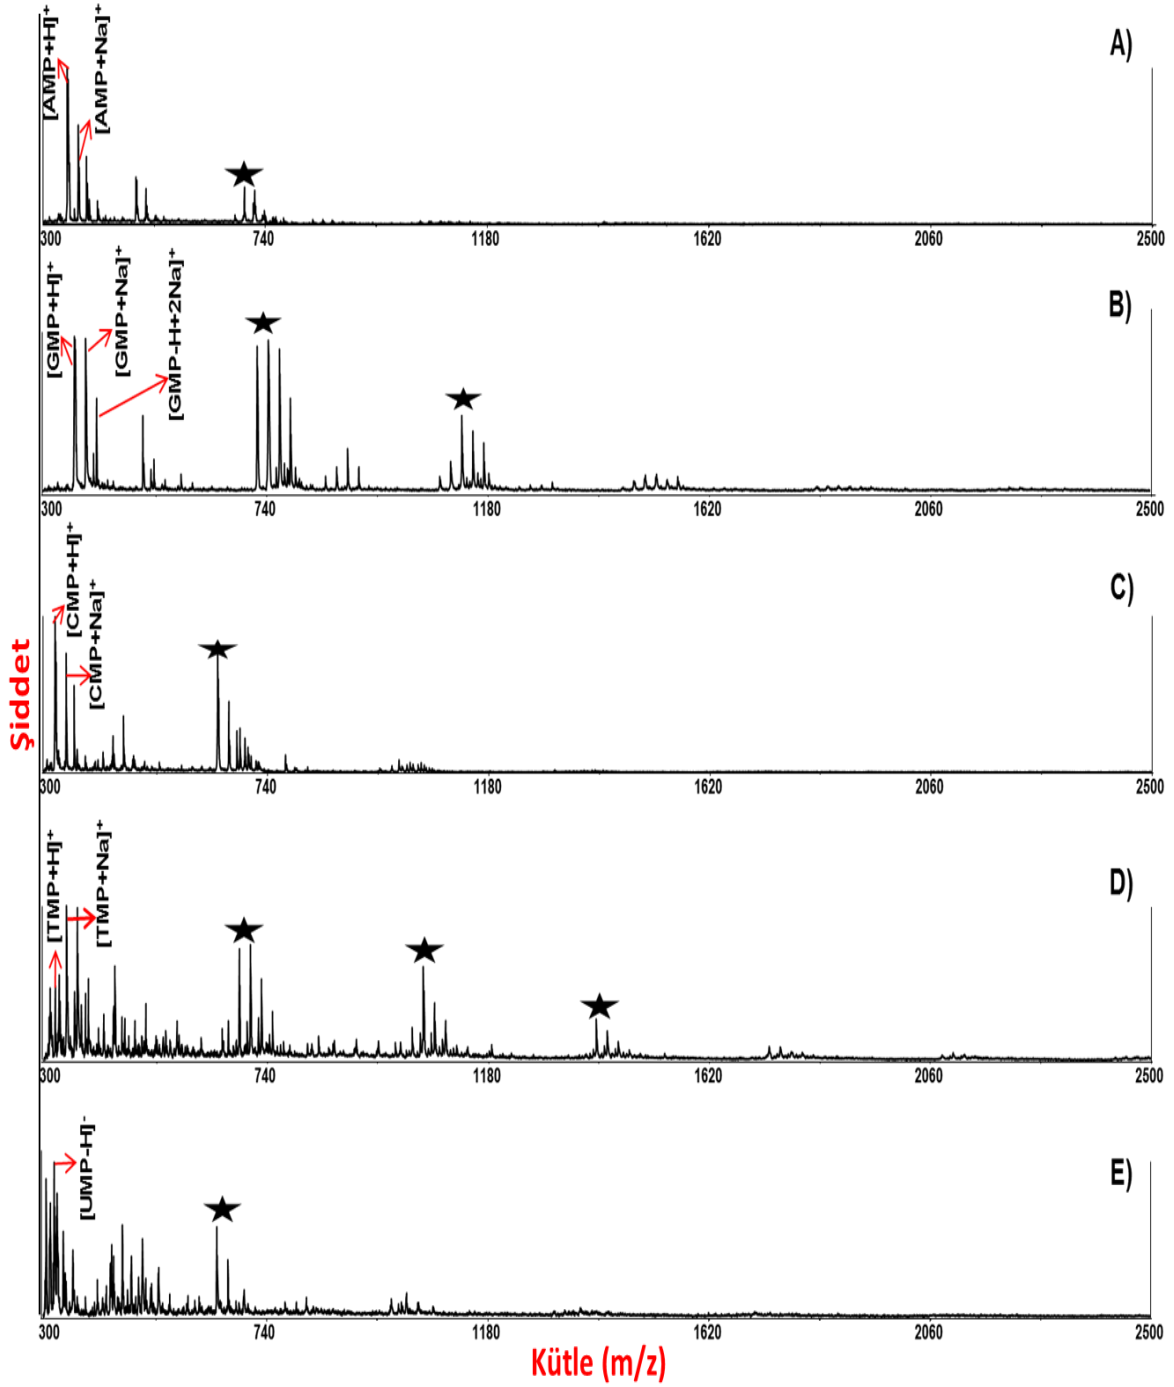 [AMP+H]⁺
[AMP+Na]⁺
A)
300 740 1180 1620 2060 2500
[GMP+H]⁺
[GMP+Na]⁺
[GMP-H+2Na]⁺
B)
300 740 1180 1620 2060 2500
[CMP+H]⁺
[CMP+Na]⁺
C)
300 740 1180 1620 2060 2500
Şiddet
[TMP+H]⁺
[TMP+Na]⁺
D)
300 740 1180 1620 2060 2500
[UMP-H]⁻
E)
300 740 1180 1620 2060 2500
Kütle (m/z)